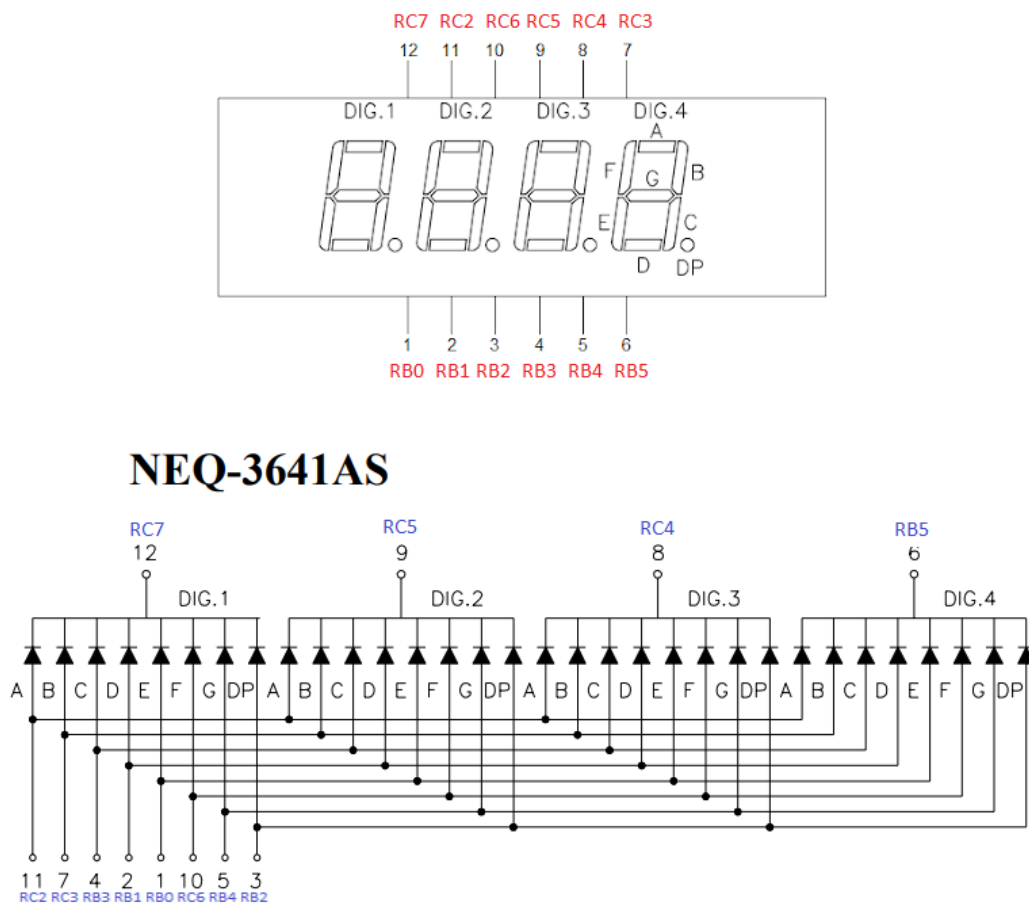 RC7 RC2 RC6 RC5 RC4 RC3
12 11 10 9 8 7
DIG.1 DIG.2 DIG.3 DIG.4
A
F B
G
E C
D DP
1 2 3 4 5 6
RB0 RB1 RB2 RB3 RB4 RB5
NEQ-3641AS
RC7 RC5 RC4 RB5
12 9 8 6
DIG.1 DIG.2 DIG.3 DIG.4
A B C D E F G DP A B C D E F G DP A B C D E F G DP A B C D E F G DP
11 7 4 2 1 10 5 3
RC2 RC3 RB3 RB1 RB0 RC6 RB4 RB2